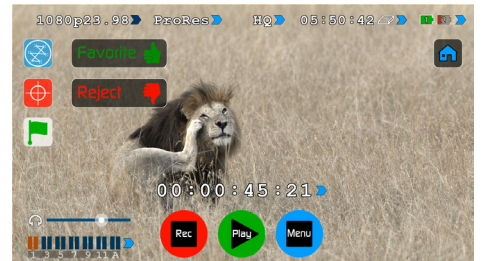 1080p23.98 ProRes HQ 05:50:42
Favorite
Reject
00:00:45:21
Rec Play Menu
1 3 5 7 9 11 A